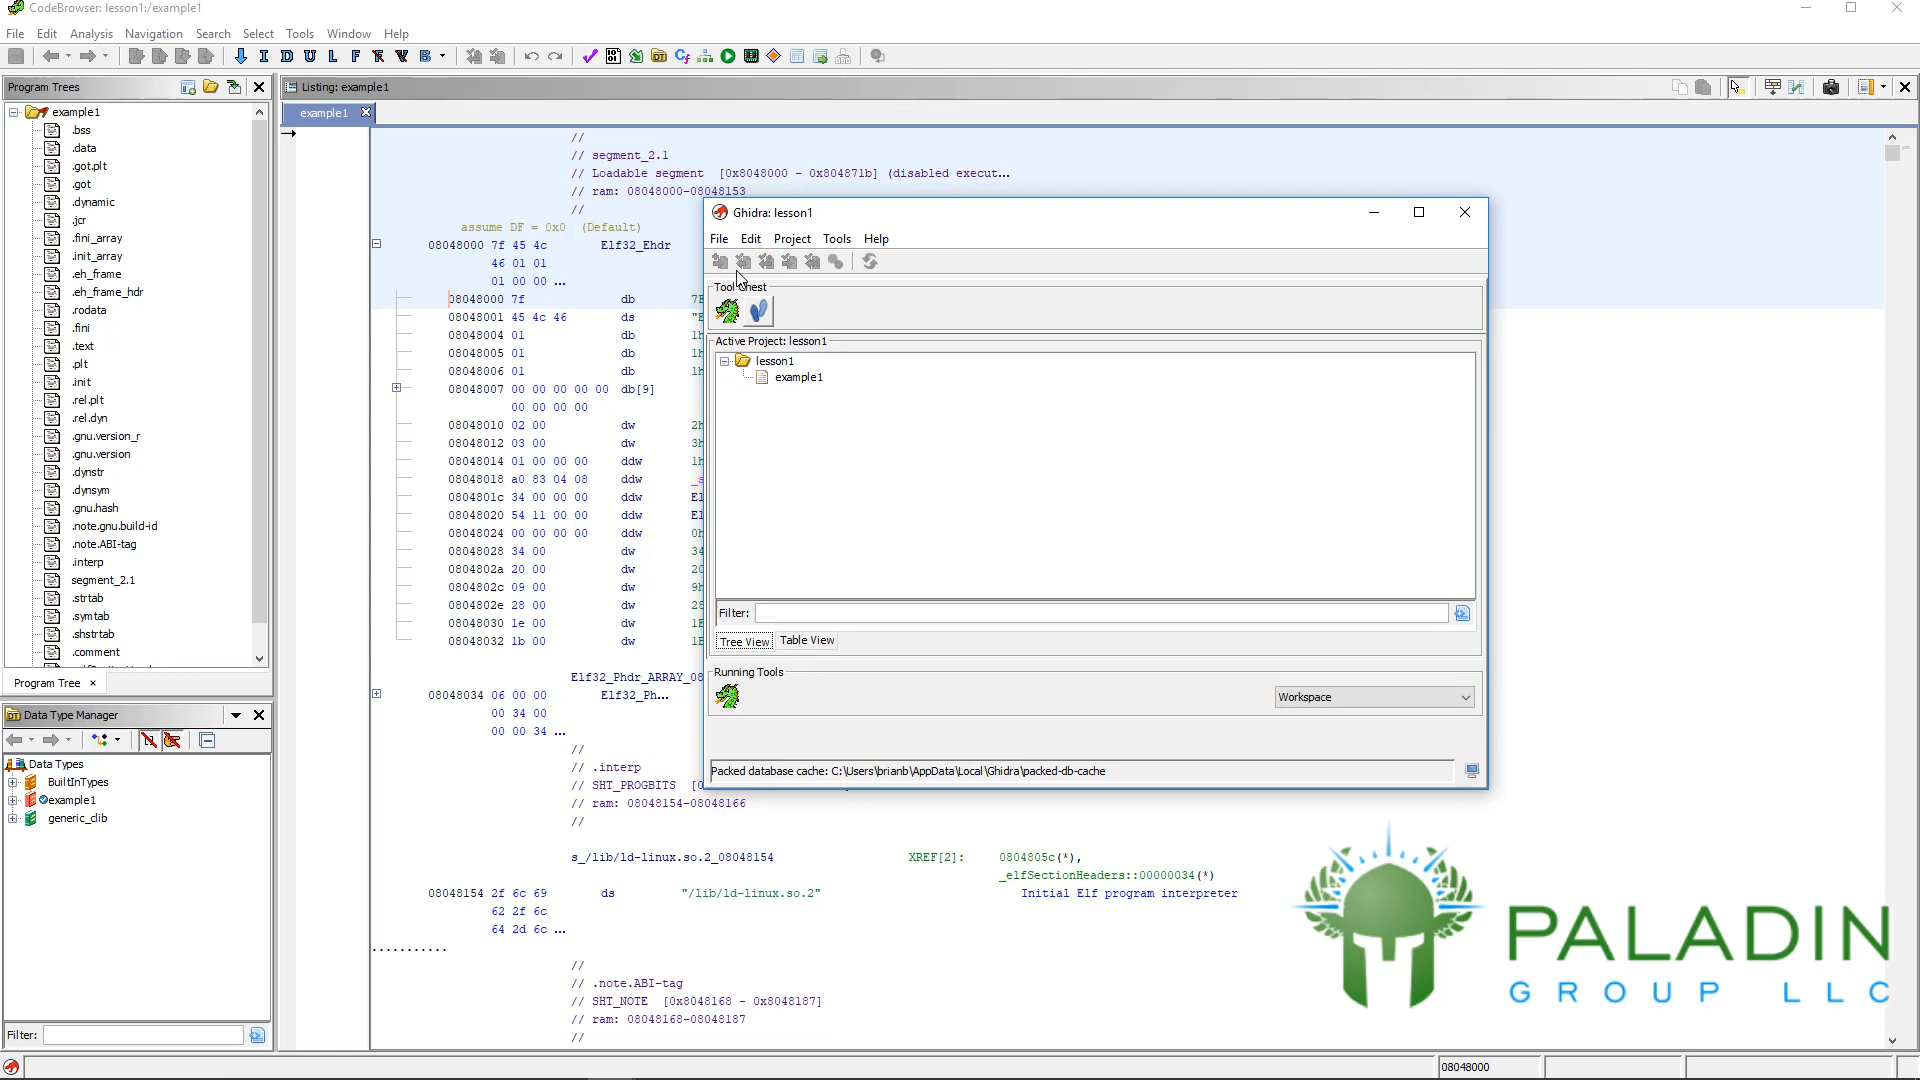 CodeBrowser: lesson1:/example1
File Edit Analysis Navigation Search Select Tools Window Help
I D U L F B
Program Trees
Listing: example1
example1
example1
.bss
.data
.got.plt
.got
.dynamic
.jcr
.fini_array
.init_array
.eh_frame
.eh_frame_hdr
.rodata
.fini
.text
.plt
.init
.rel.plt
.rel.dyn
.gnu.version_r
.gnu.version
.dynstr
.dynsym
.gnu.hash
.note.gnu.build-id
.note.ABI-tag
.interp
segment_2.1
.strtab
.symtab
.shstrtab
.comment
Program Tree
Data Type Manager
Data Types
BuiltInTypes
example1
generic_clib
Filter:
//
// segment_2.1
// Loadable segment [0x8048000 - 0x804871b] (disabled execut...
// ram: 08048000-08048153
//
assume DF = 0x0 (Default)
08048000 7f 45 4c Elf32_Ehdr
46 01 01
01 00 00 ...
08048000 7f db
08048001 45 4c 46 ds
08048004 01 db
08048005 01 db
08048006 01 db
08048007 00 00 00 00 00 db[9]
00 00 00 00
08048010 02 00 dw
08048012 03 00 dw
08048014 01 00 00 00 ddw
08048018 a0 83 04 08 ddw
0804801c 34 00 00 00 ddw
08048020 54 11 00 00 ddw
08048024 00 00 00 00 ddw
08048028 34 00 dw
0804802a 20 00 dw
0804802c 09 00 dw
0804802e 28 00 dw
08048030 1e 00 dw
08048032 1b 00 dw
Elf32_Phdr_ARRAY_08
08048034 06 00 00 Elf32_Ph...
00 34 00
00 00 34 ...
//
// .interp
// SHT_PROGBITS
// ram: 08048154-08048166
//
s_/lib/ld-linux.so.2_08048154 XREF[2]: 0804805c(*),
_elfSectionHeaders::00000034(*)
08048154 2f 6c 69 ds "/lib/ld-linux.so.2" Initial Elf program interpreter
62 2f 6c
64 2d 6c ...
//
// .note.ABI-tag
// SHT_NOTE [0x8048168 - 0x8048187]
// ram: 08048168-08048187
//
Ghidra: lesson1
File Edit Project Tools Help
Tool Chest
Active Project: lesson1
lesson1
example1
Filter:
Tree View Table View
Running Tools
Workspace
Packed database cache: C:\Users\brianb\AppData\Local\Ghidra\packed-db-cache
PALADIN
GROUP LLC
08048000